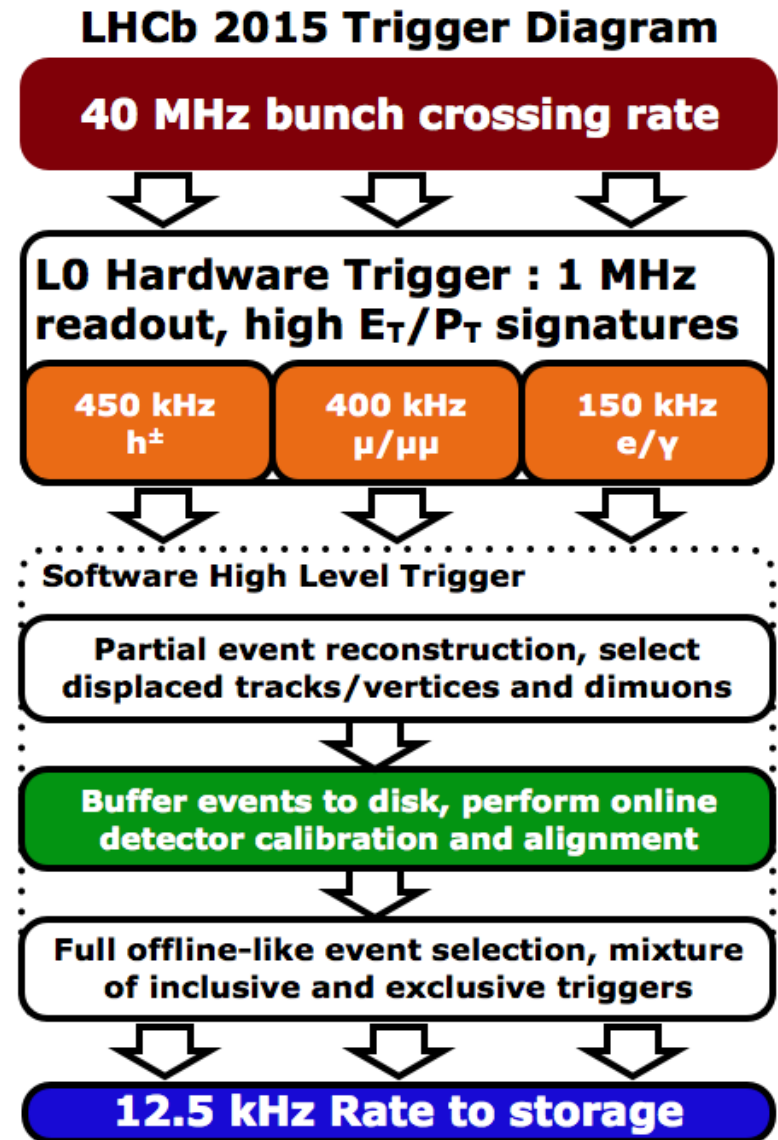 LHCb 2015 Trigger Diagram
40 MHz bunch crossing rate
L0 Hardware Trigger : 1 MHz
readout, high E_T/P_T signatures
450 kHz
h±
400 kHz
μ/μμ
150 kHz
e/γ
Software High Level Trigger
Partial event reconstruction, select
displaced tracks/vertices and dimuons
Buffer events to disk, perform online
detector calibration and alignment
Full offline-like event selection, mixture
of inclusive and exclusive triggers
12.5 kHz Rate to storage